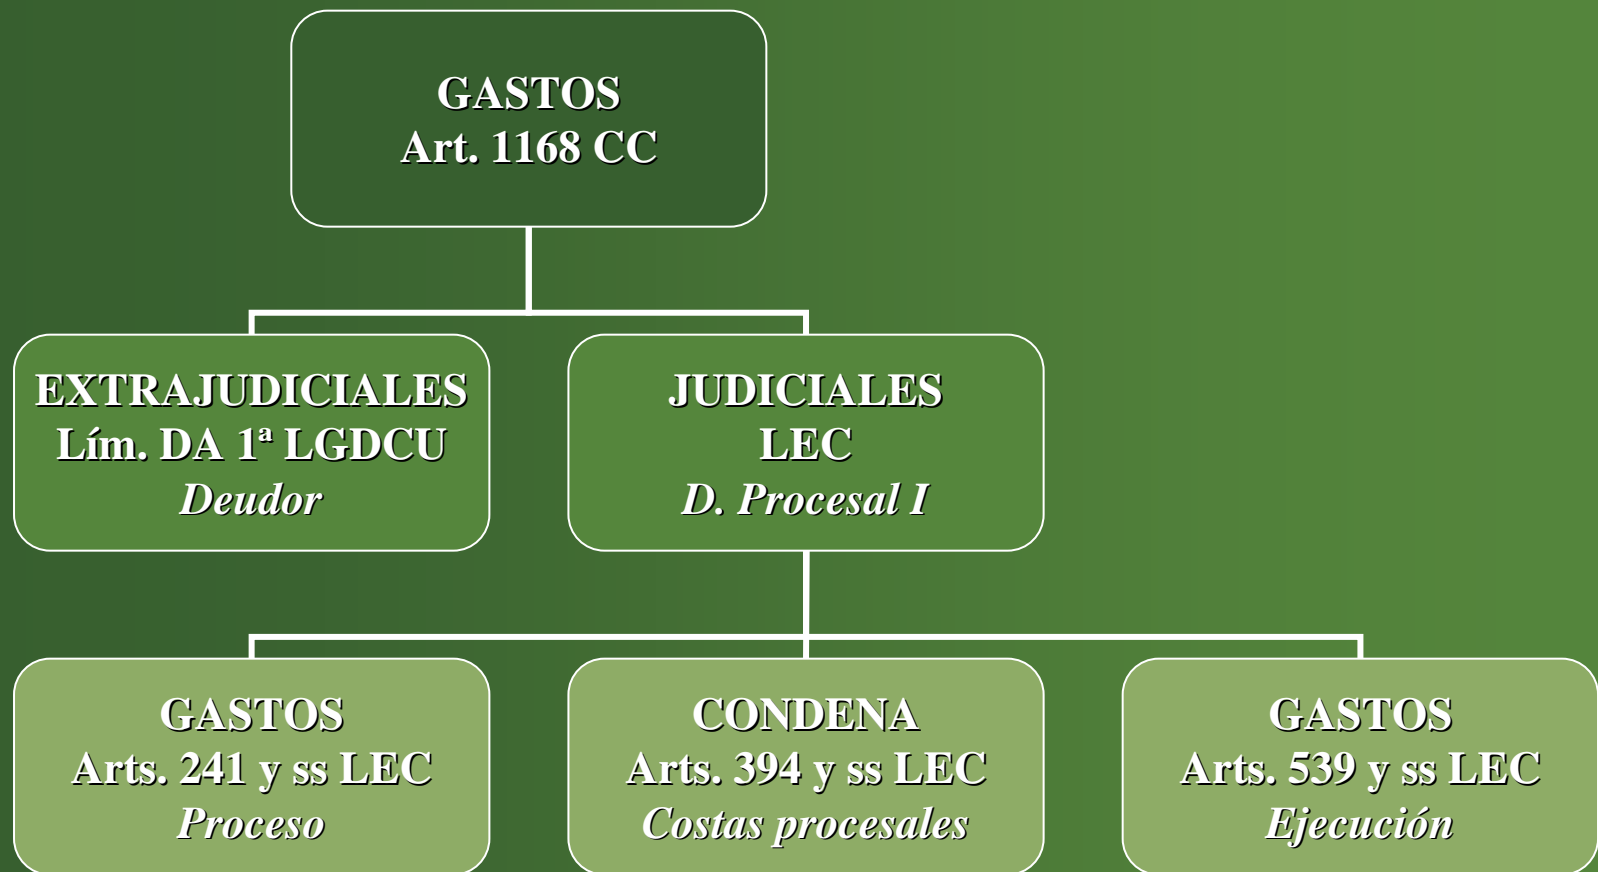 GASTOS
Art. 1168 CC
EXTRAJUDICIALES
Lím. DA 1ª LGDCU
Deudor
JUDICIALES
LEC
D. Procesal I
GASTOS
Arts. 241 y ss LEC
Proceso
CONDENA
Arts. 394 y ss LEC
Costas procesales
GASTOS
Arts. 539 y ss LEC
Ejecución